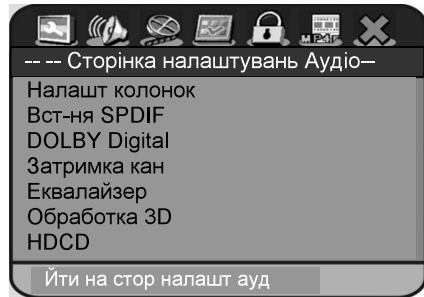 MP4F
-- -- Сторінка налаштувань Аудіо–
Налашт колонок
Вст-ня SPDIF
DOLBY Digital
Затримка кан
Еквалайзер
Обработка 3D
HDCD
Йти на стор налашт ауд